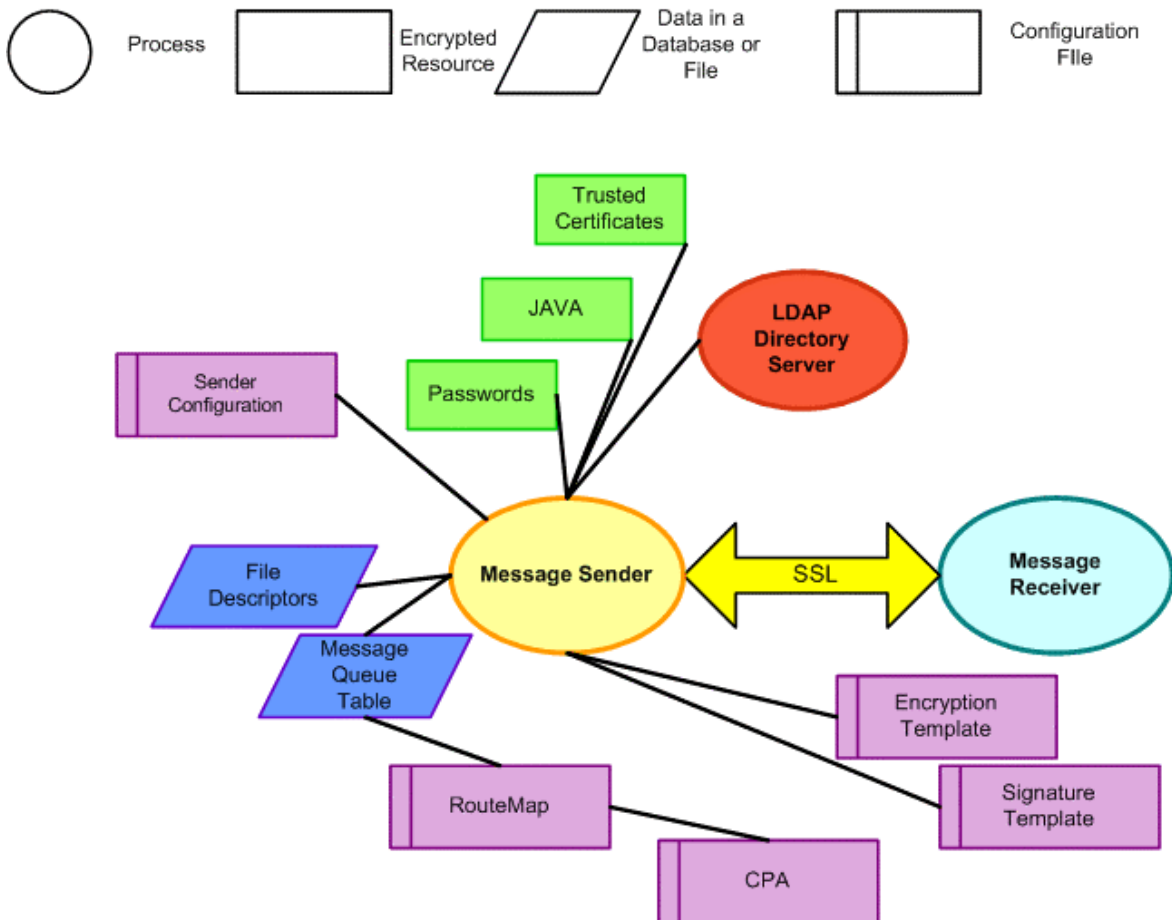 Process
Encrypted
Resource
Data in a
Database or
File
Configuration
FIle
Trusted
Certificates
JAVA
LDAP
Directory
Server
Passwords
Sender
Configuration
Message Sender
SSL
Message
Receiver
File
Descriptors
Message
Queue
Table
Encryption
Template
RouteMap
Signature
Template
CPA